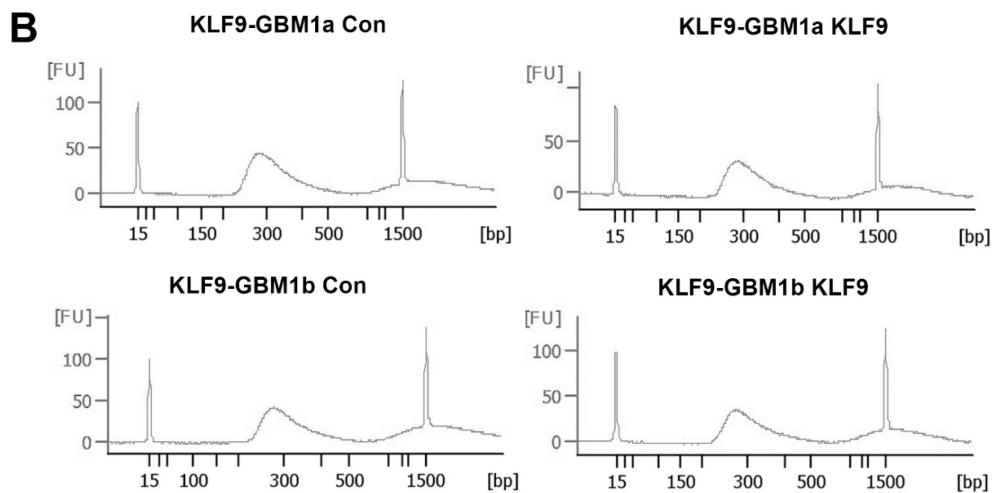 B
KLF9-GBM1a Con
[FU]
100
50
0
15 150 300 500 1500 [bp]
KLF9-GBM1a KLF9
[FU]
50
0
15 150 300 500 1500 [bp]
KLF9-GBM1b Con
[FU]
100
50
0
15 100 300 500 1500 [bp]
KLF9-GBM1b KLF9
[FU]
100
50
0
15 150 300 500 1500 [bp]